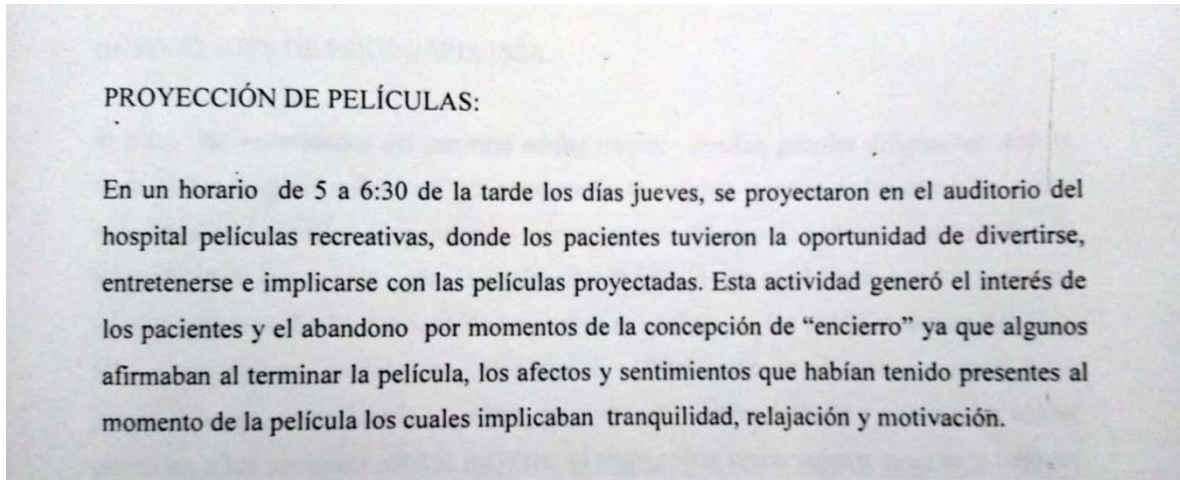 PROYECCIÓN DE PELÍCULAS:
En un horario de 5 a 6:30 de la tarde los días jueves, se proyectaron en el auditorio del
hospital películas recreativas, donde los pacientes tuvieron la oportunidad de divertirse,
entretenerse e implicarse con las películas proyectadas. Esta actividad generó el interés de
los pacientes y el abandono por momentos de la concepción de “encierro” ya que algunos
afirmaban al terminar la película, los afectos y sentimientos que habían tenido presentes al
momento de la película los cuales implicaban tranquilidad, relajación y motivación.